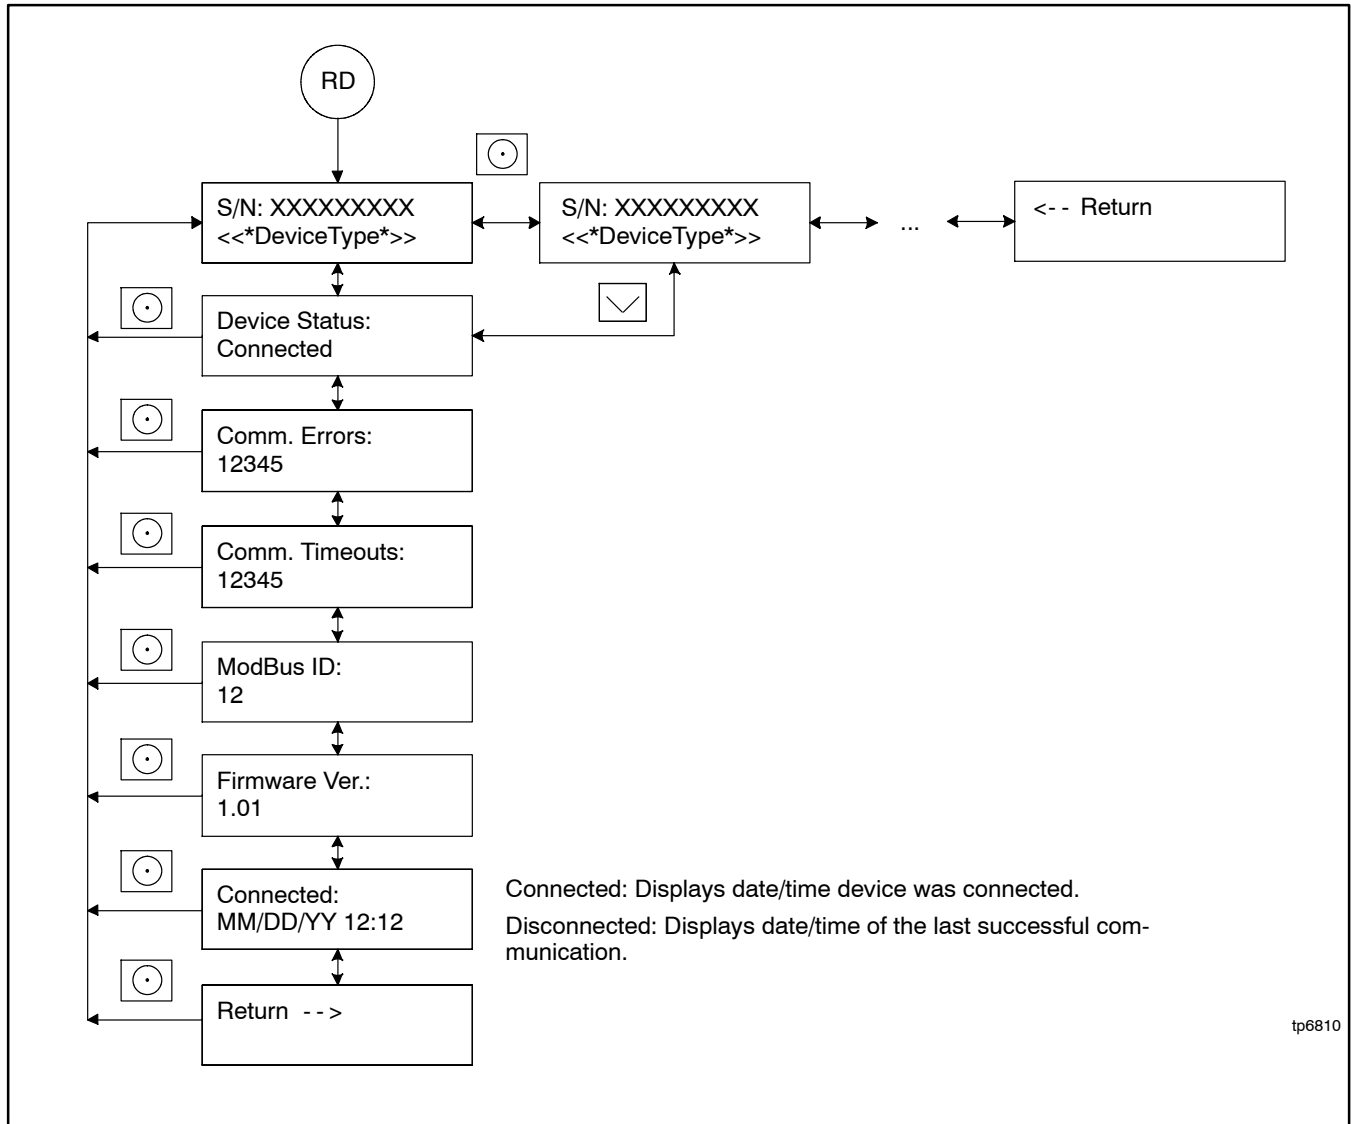 RD
S/N: XXXXXXXXX
<<*DeviceType*>>
S/N: XXXXXXXXX
<<*DeviceType*>>
...
<-- Return
Device Status:
Connected
Comm. Errors:
12345
Comm. Timeouts:
12345
ModBus ID:
12
Firmware Ver.:
1.01
Connected:
MM/DD/YY 12:12
Connected: Displays date/time device was connected.
Disconnected: Displays date/time of the last successful com-
munication.
Return -->
tp6810